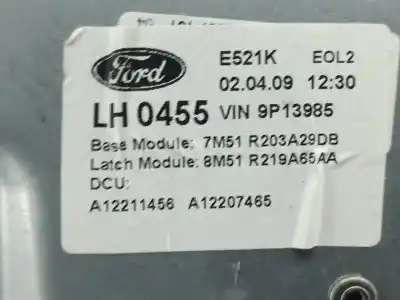 Ford
E521K EOL2
02.04.09 12:30
LH 0455 VIN 9P13985
Base Module: 7M51 R203A29DB
Latch Module: 8M51 R219A65AA
DCU:
A12211456 A12207465